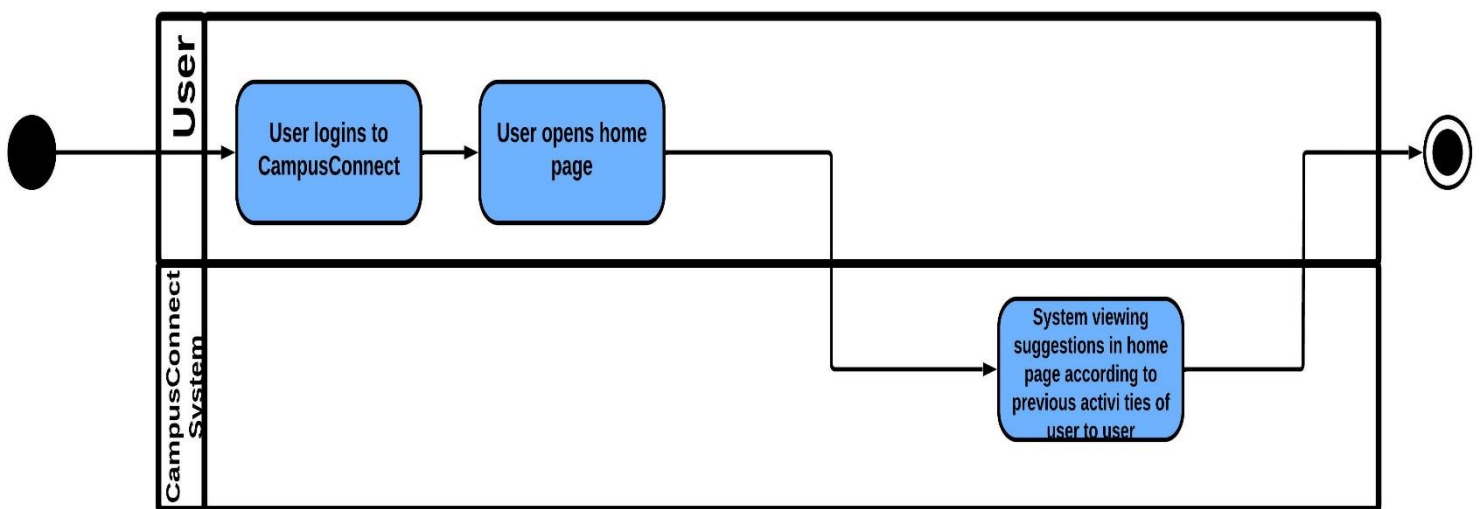 User
User logins to
CampusConnect
User opens home
page
CampusConnect
System
System viewing
suggestions in home
page according to
previous activi ties of
user to user